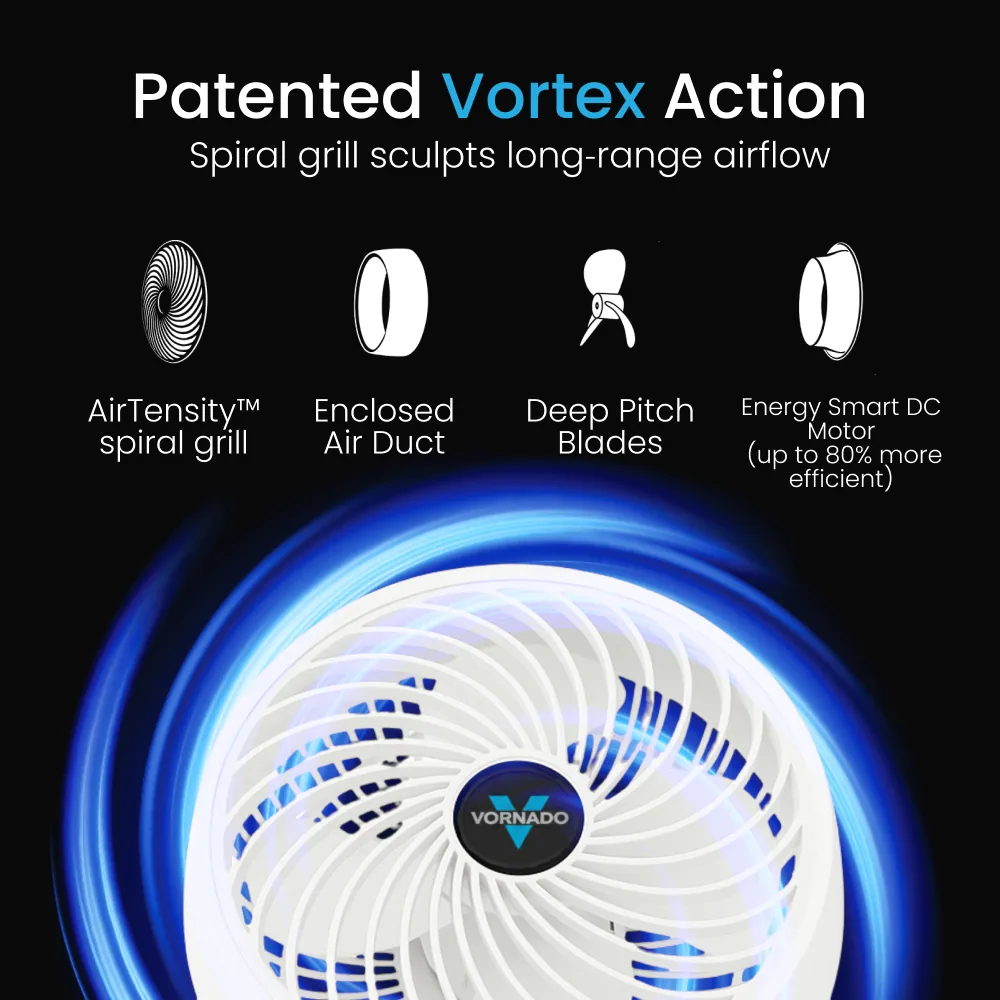 Patented Vortex Action
Spiral grill sculpts long-range airflow
AirTensity™
spiral grill
Enclosed
Air Duct
Deep Pitch
Blades
Energy Smart DC
Motor
(up to 80% more
efficient)
VORNADO